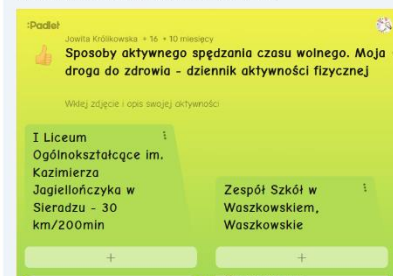 :Padlet
Jowita Królikowska + 16 • 10 miesięcy
Sposoby aktywnego spędzania czasu wolnego. Moja
droga do zdrowia - dziennik aktywności fizycznej
Wklej zdjęcie i opis swojej aktywności
I Liceum
Ogólnokształcące im.
Kazimierza
Jagiellończyka w
Sieradzu - 30
km/200min
Zespół Szkół w
Waszkowskiem,
Waszkowskie